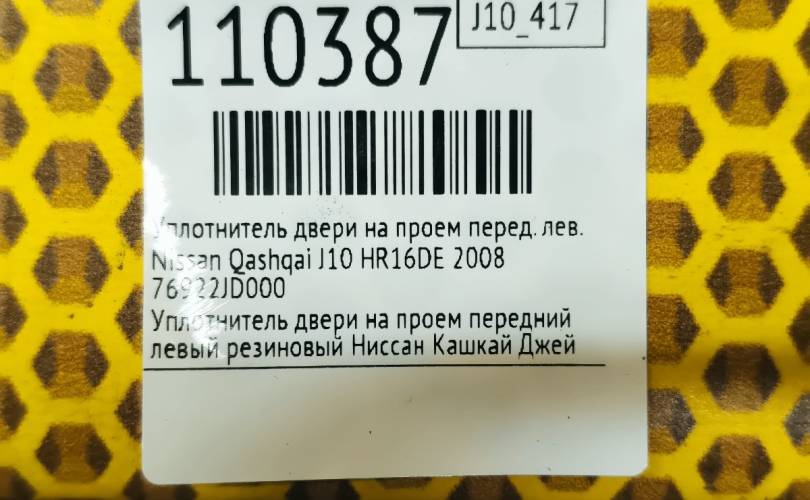 110387
J10_417
Уплотнитель двери на проем перед. лев.
Nissan Qashqai J10 HR16DE 2008
76922JD000
Уплотнитель двери на проем передний
левый резиновый Ниссан Кашкай Джей